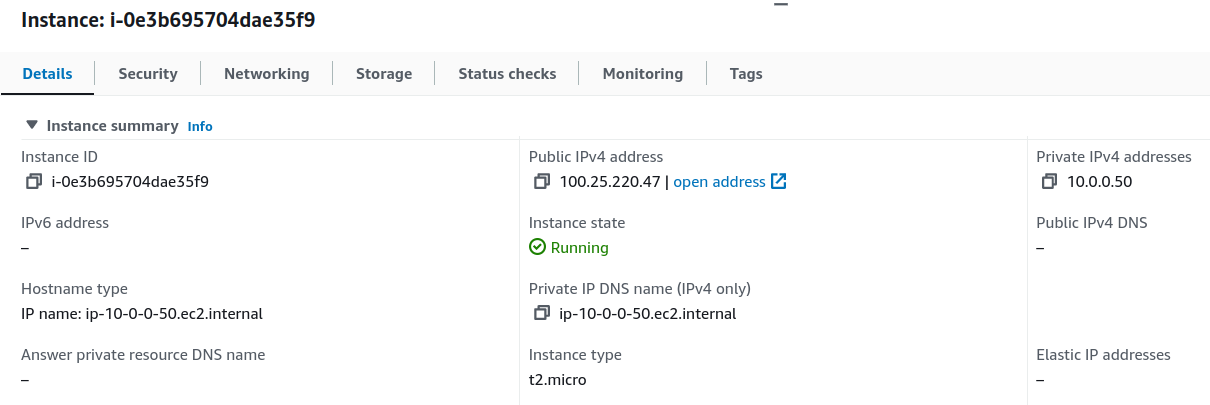 Instance: i-0e3b695704dae35f9
Details Security Networking Storage Status checks Monitoring Tags
Instance summary Info
Instance ID Public IPv4 address Private IPv4 addresses
i-0e3b695704dae35f9 100.25.220.47 | open address 10.0.0.50
IPv6 address Instance state Public IPv4 DNS
– Running –
Hostname type Private IP DNS name (IPv4 only)
IP name: ip-10-0-0-50.ec2.internal ip-10-0-0-50.ec2.internal
Answer private resource DNS name Instance type Elastic IP addresses
– t2.micro –